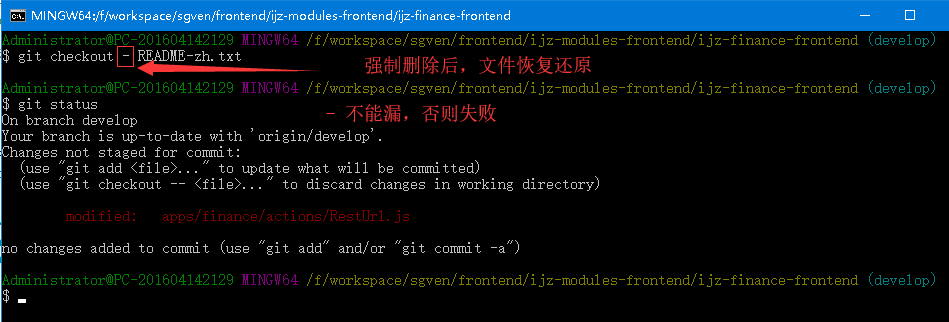 MINGW64:/f/workspace/sgven/frontend/ijz-modules-frontend/ijz-finance-frontend
Administrator@PC-201604142129 MINGW64 /f/workspace/sgven/frontend/ijz-modules-frontend/ijz-finance-frontend (develop)
$ git checkout - README-zh.txt
强制删除后，文件恢复还原
Administrator@PC-201604142129 MINGW64 /f/workspace/sgven/frontend/ijz-modules-frontend/ijz-finance-frontend (develop)
$ git status
- 不能漏，否则失败
On branch develop
Your branch is up-to-date with 'origin/develop'.
Changes not staged for commit:
(use "git add <file>..." to update what will be committed)
(use "git checkout -- <file>..." to discard changes in working directory)
modified: apps/finance/actions/RestUrl.js
no changes added to commit (use "git add" and/or "git commit -a")
Administrator@PC-201604142129 MINGW64 /f/workspace/sgven/frontend/ijz-modules-frontend/ijz-finance-frontend (develop)
$